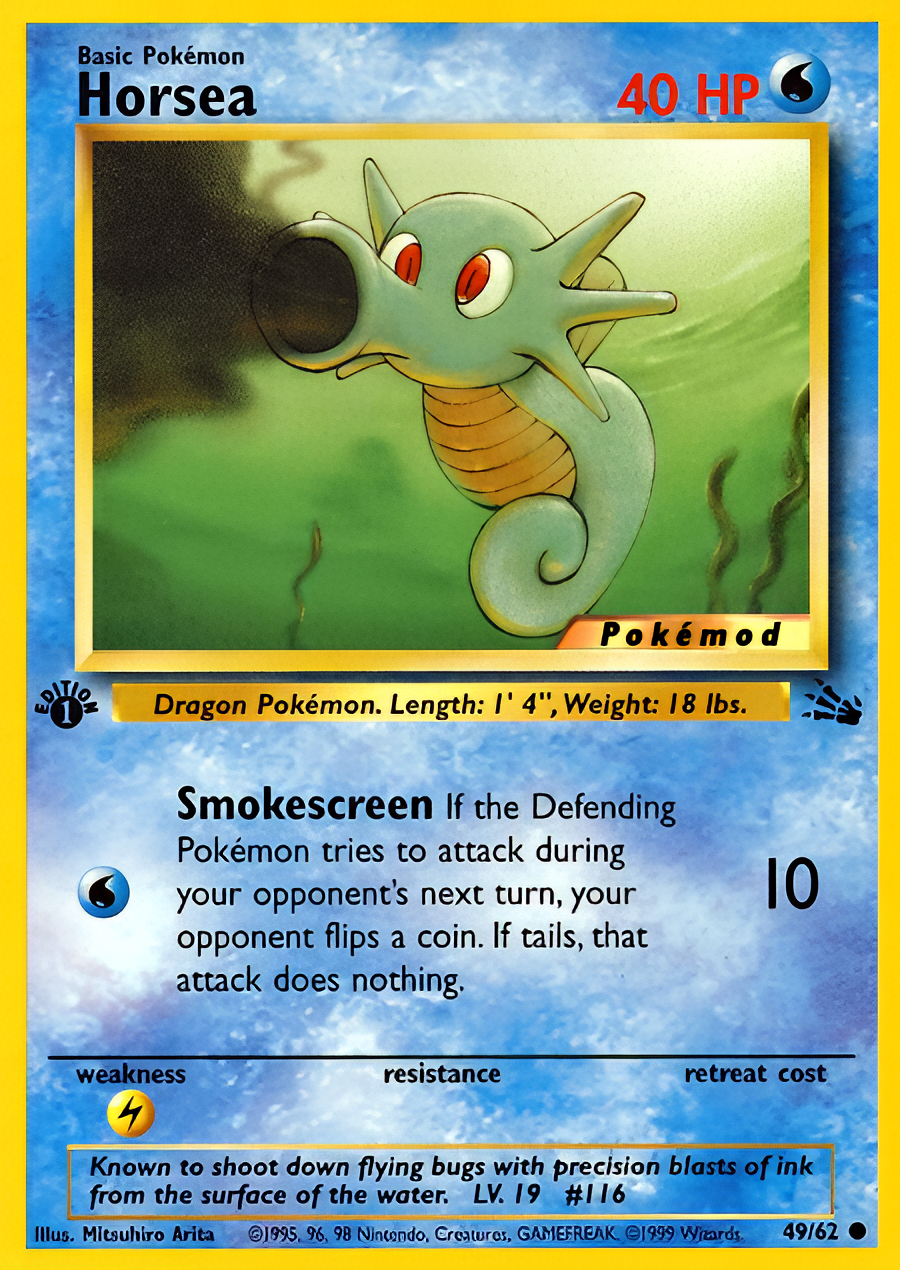 Basic Pokémon
Horsea
40 HP
Pokémod
EDITION
1
Dragon Pokémon. Length: 1' 4", Weight: 18 lbs.
Smokescreen If the Defending
Pokémon tries to attack during
your opponent's next turn, your
opponent flips a coin. If tails, that
attack does nothing.
10
weakness
resistance
retreat cost
Known to shoot down flying bugs with precision blasts of ink
from the surface of the water. LV. 19 #116
Illus. Mitsuhiro Arita
©1995, 96, 98 Nintendo, Creatures, GAMEFREAK. ©1999 Wizards.
49/62